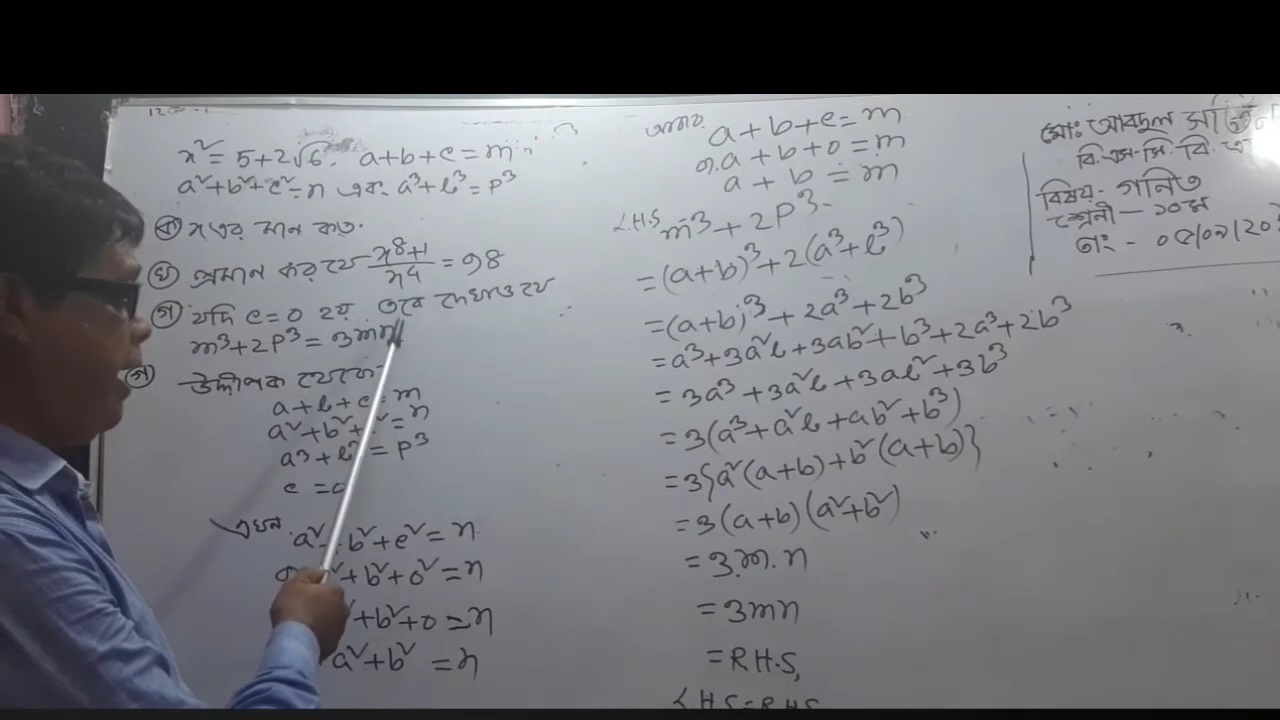 x² = 5+2√6, a+b+c = m
a²+b²+c² = n এবং a³+b³ = P³
ক) x এর মান কত.
খ) প্রমান কর যে (x⁸+1)/x⁴ = 98
গ) যদি c=0 হয় তবে দেখাও যে
m³+2P³ = 3mn
গ) উদ্দীপক থেকে-
a+b+c = m
a²+b²+ = n
a³+b³ = P³
c =
এখন
a² b²+c² = n
+b²+0² = n
+b²+0 = n
a²+b² = n
আবার, a+b+c = m
বা, a+b+0 = m
a+b = m
L.H.S m³+2P³
=(a+b)³+2(a³+b³)
=(a+b)³+2a³+2b³
=a³+3a²b+3ab²+b³+2a³+2b³
=3a³+3a²b+3ab²+3b³
=3(a³+a²b+ab²+b³)
=3{a²(a+b)+b²(a+b)}
=3(a+b)(a²+b²)
=3.m.n
=3mn
=R.H.S,
L.H.S=R.H.S
মোঃ আবদুল
বি.এস.সি. বি.
বিষয়- গনিত
শ্রেনী - ১০ম
তাং -